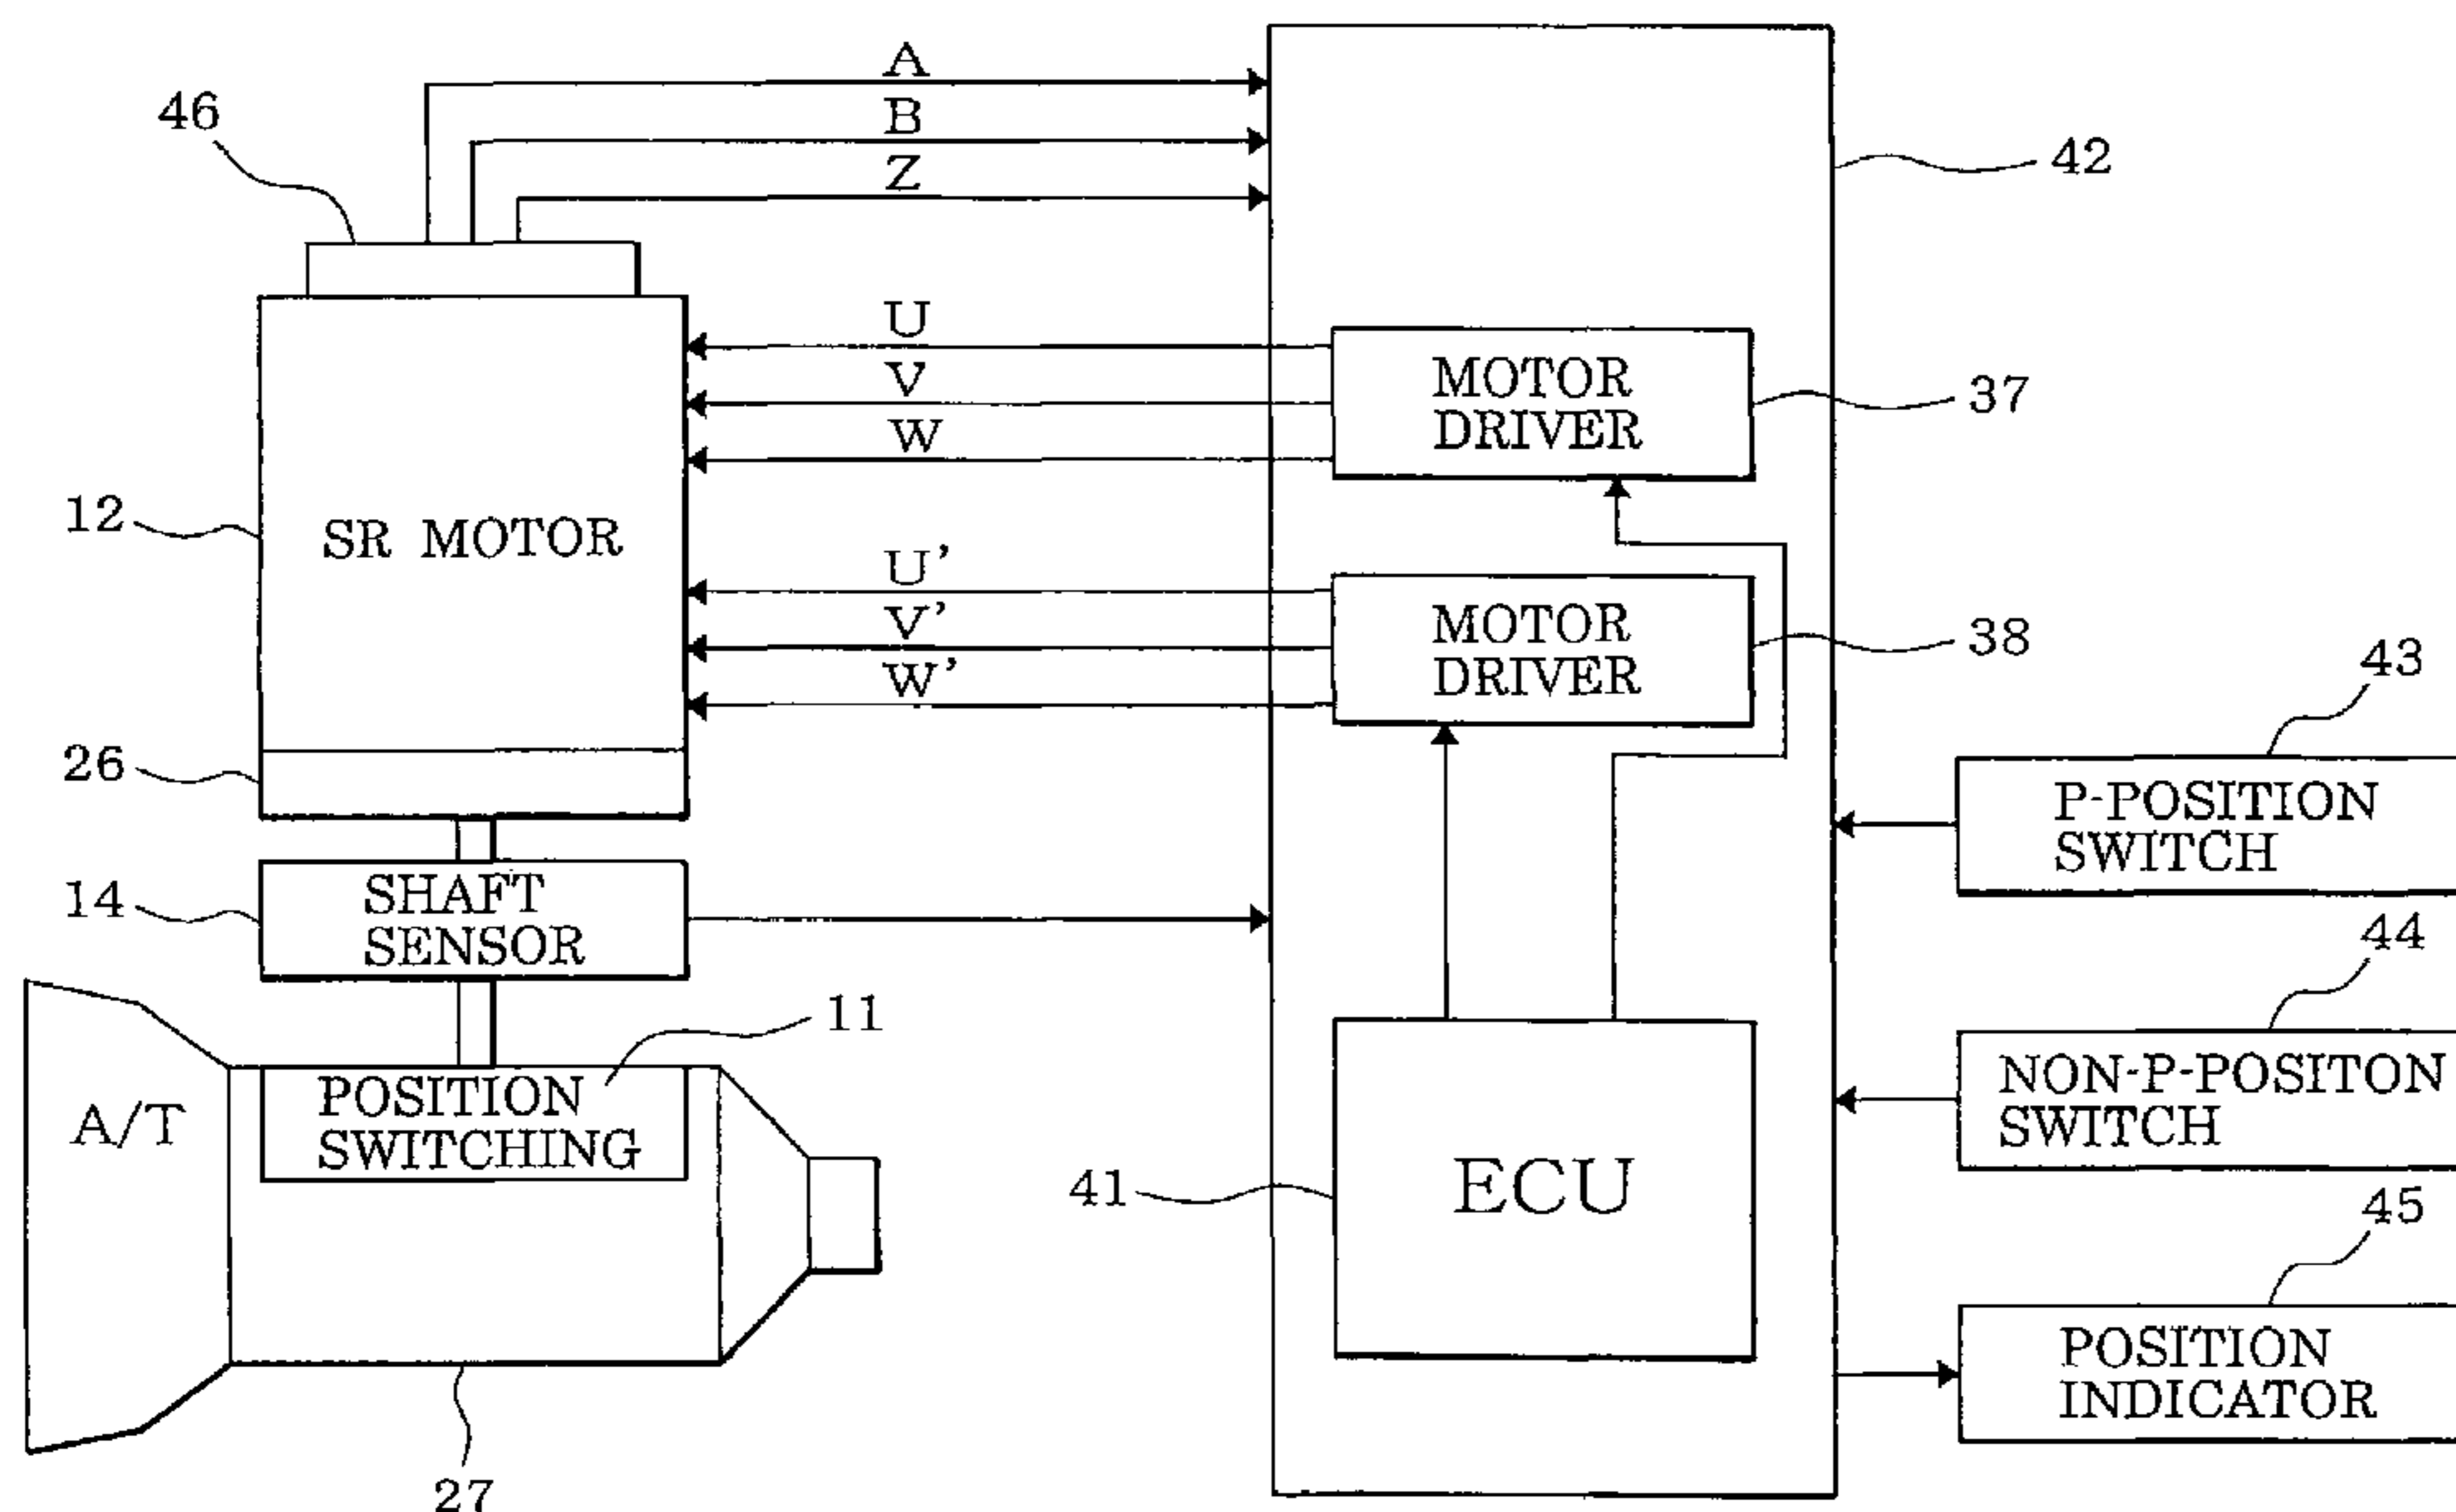 A
B
Z
46
42
U
V
W
MOTOR
DRIVER
37
12
SR MOTOR
U'
V'
W'
MOTOR
DRIVER
38
43
26
P-POSITION
SWITCH
14
SHAFT
SENSOR
44
11
NON-P-POSITON
SWITCH
A/T
POSITION
SWITCHING
41
ECU
45
POSITION
INDICATOR
27